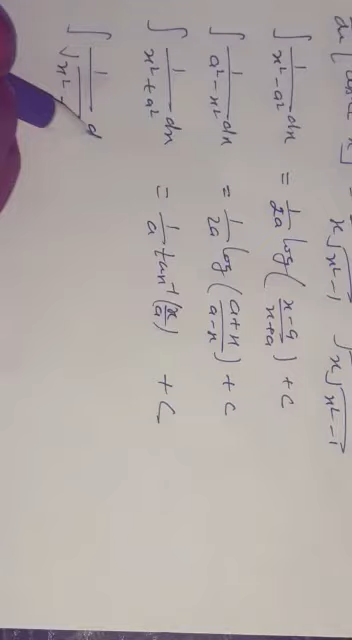 = 1/x√(x²-1) x√(x²-1)
∫ 1/(x²-a²) dx = 1/2a log((x-a)/(x+a)) + C
∫ 1/(a²-x²) dx = 1/2a log((a+x)/(a-x)) + C
∫ 1/(x²+a²) dx = 1/a tan⁻¹(x/a) + C
∫ 1/√(x²- d